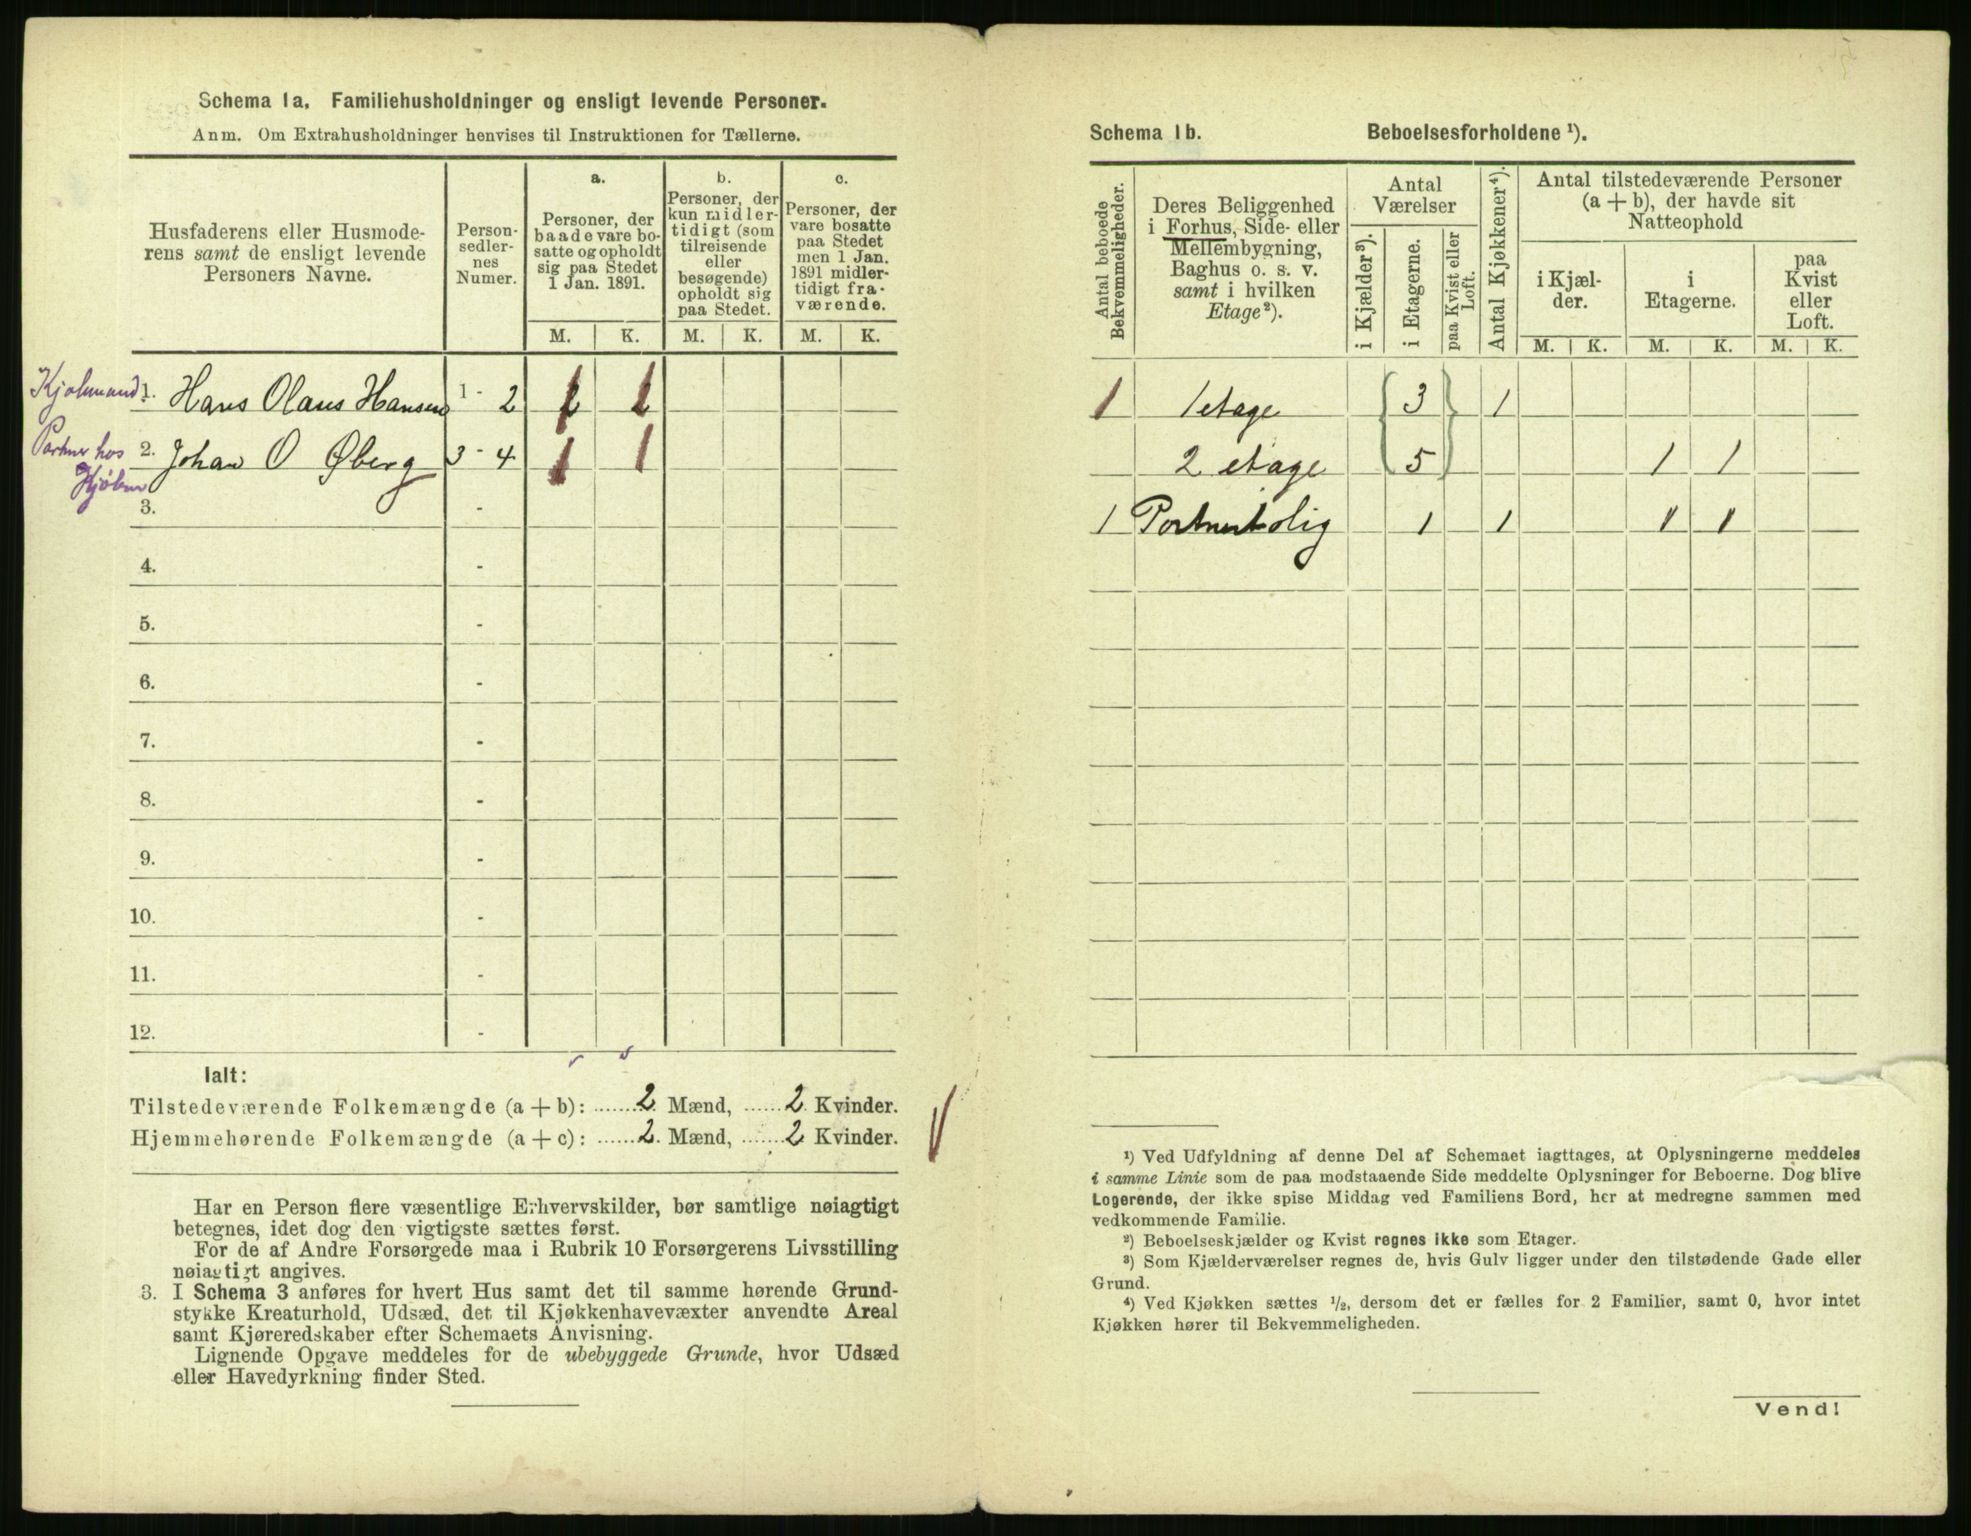 Schema 1a. Familiehusholdninger og ensligt levende Personer.
Anm. Om Extrahusholdninger henvises til Instruktionen for Tællerne.
Husfaderens eller Husmoderens samt de ensligt levende Personers Navne.
Person-sedler-nes Numer.
a.
Personer, der baade vare bosatte og opholdt sig paa Stedet 1 Jan. 1891.
b.
Personer, der kun midlertidigt (som tilreisende eller besøgende) opholdt sig paa Stedet.
c.
Personer, der vare bosatte paa Stedet men 1 Jan. 1891 midlertidigt fraværende.
M. K. M. K. M. K.
Kjøbmand 1. Hans Olaus Hansen 1 - 2
Portner hos 2. Johan O Øberg 3 - 4 1 1
Kjøbm
3. -
4. -
5. -
6. -
7. -
8. -
9. -
10. -
11. -
12. -
Ialt:
Tilstedeværende Folkemængde (a + b): 2 Mænd, 2 Kvinder.
Hjemmehørende Folkemængde (a + c): 2 Mænd, 2 Kvinder.
Har en Person flere væsentlige Erhvervskilder, bør samtlige nøiagtigt
betegnes, idet dog den vigtigste sættes først.
For de af Andre Forsørgede maa i Rubrik 10 Forsørgerens Livsstilling
nøiagtigt angives.
3. I Schema 3 anføres for hvert Hus samt det til samme hørende Grund-
stykke Kreaturhold, Udsæd, det til Kjøkkenhavevæxter anvendte Areal
samt Kjøreredskaber efter Schemaets Anvisning.
Lignende Opgave meddeles for de ubebyggede Grunde, hvor Udsæd
eller Havedyrkning finder Sted.
Schema 1b. Beboelsesforholdene ¹).
Antal beboede Bekvemmeligheder.
Deres Beliggenhed i Forhus, Side- eller Mellembygning, Baghus o. s. v. samt i hvilken Etage²).
Antal Værelser
i Kjælder³).
i Etagerne.
paa Kvist eller Loft.
Antal Kjøkkener⁴).
Antal tilstedeværende Personer (a + b), der havde sit Natteophold
i Kjælder.
i Etagerne.
paa Kvist eller Loft.
M. K. M. K. M. K.
1 1 etage 3 1
2 etage 5 1 1
1 Portnerbolig 1 1 1 1
¹) Ved Udfyldning af denne Del af Schemaet iagttages, at Oplysningerne meddeles
i samme Linie som de paa modstaaende Side meddelte Oplysninger for Beboerne. Dog blive
Logerende, der ikke spise Middag ved Familiens Bord, her at medregne sammen med
vedkommende Familie.
²) Beboelseskjælder og Kvist regnes ikke som Etager.
³) Som Kjælderværelser regnes de, hvis Gulv ligger under den tilstødende Gade eller
Grund.
⁴) Ved Kjøkken sættes ½, dersom det er fælles for 2 Familier, samt 0, hvor intet
Kjøkken hører til Bekvemmeligheden.
Vend!